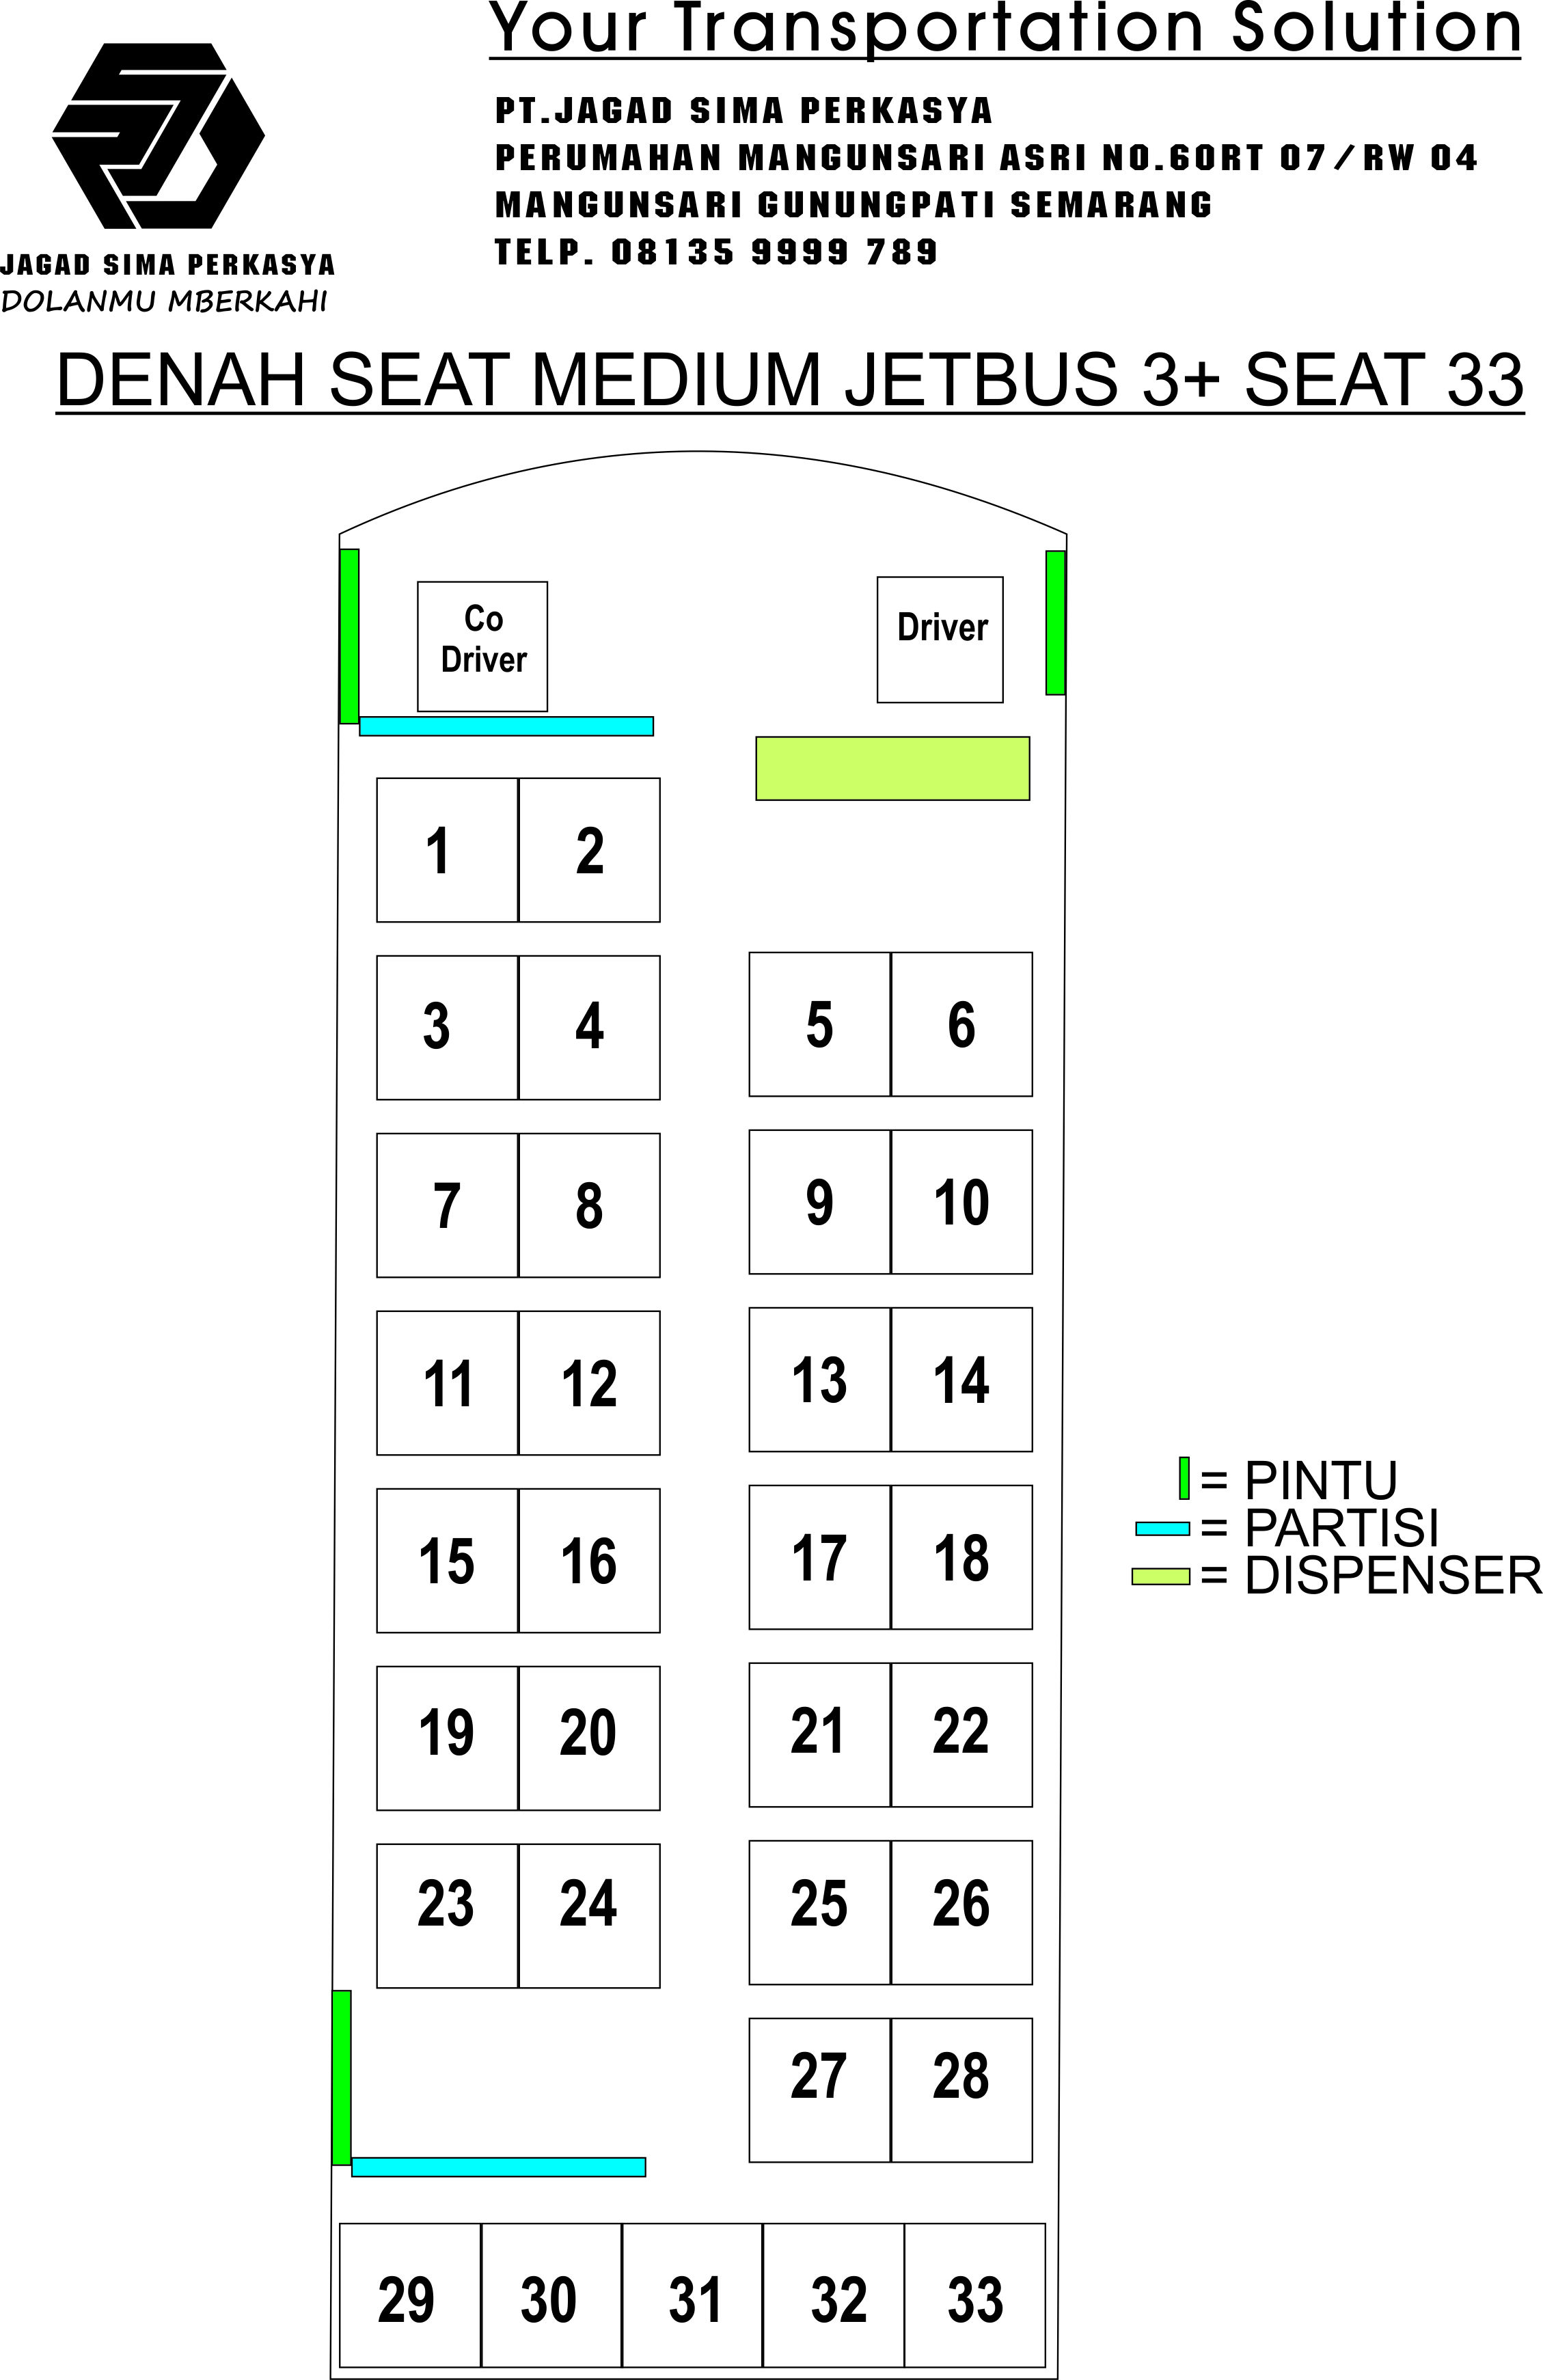 Your Transportation Solution
PT.JAGAD SIMA PERKASYA
PERUMAHAN MANGUNSARI ASRI NO.60RT 07/RW 04
MANGUNSARI GUNUNGPATI SEMARANG
TELP. 08135 9999 789
JAGAD SIMA PERKASYA
DOLANMU MBERKAHI
DENAH SEAT MEDIUM JETBUS 3+ SEAT 33
Co
Driver
Driver
1 2
3 4 5 6
7 8 9 10
11 12 13 14
15 16 17 18
19 20 21 22
23 24 25 26
27 28
29 30 31 32 33
= PINTU
= PARTISI
= DISPENSER